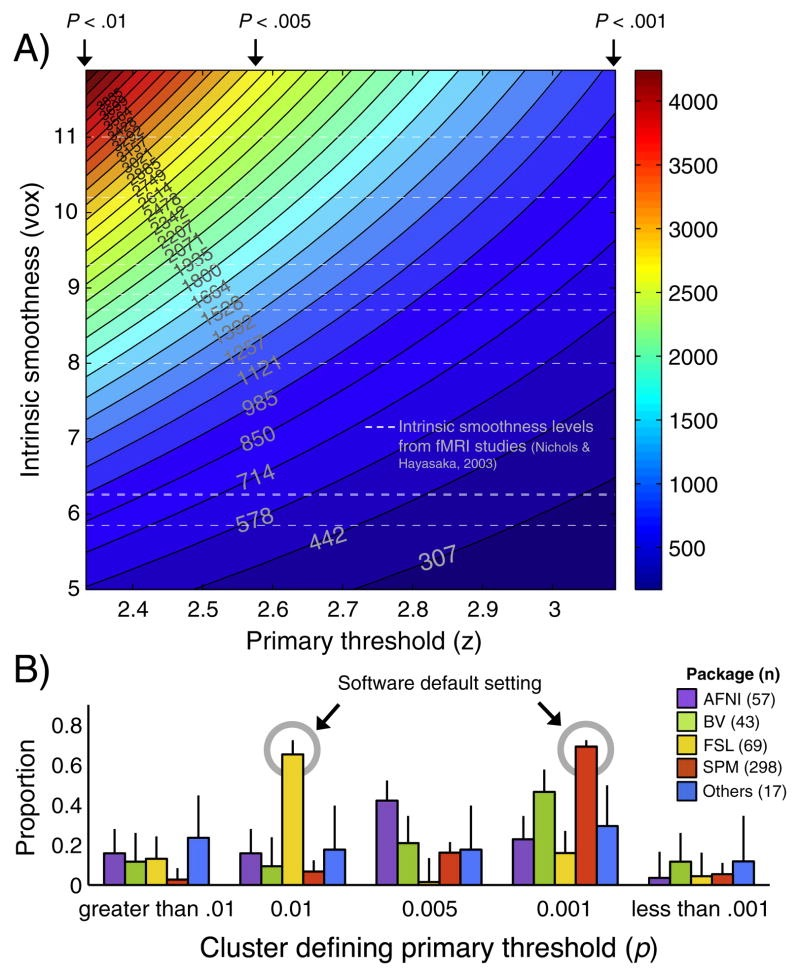 P < .01
P < .005
P < .001
A)
Intrinsic smoothness (vox)
11
10
9
8
7
6
5
1800
1664
1528
1392
1257
1121
985
850
714
578
442
307
Intrinsic smoothness levels
from fMRI studies (Nichols &
Hayasaka, 2003)
2.4 2.5 2.6 2.7 2.8 2.9 3
Primary threshold (z)
4000
3500
3000
2500
2000
1500
1000
500
B)
Software default setting
Package (n)
AFNI (57)
BV (43)
FSL (69)
SPM (298)
Others (17)
Proportion
0.8
0.6
0.4
0.2
0
greater than .01 0.01 0.005 0.001 less than .001
Cluster defining primary threshold (p)